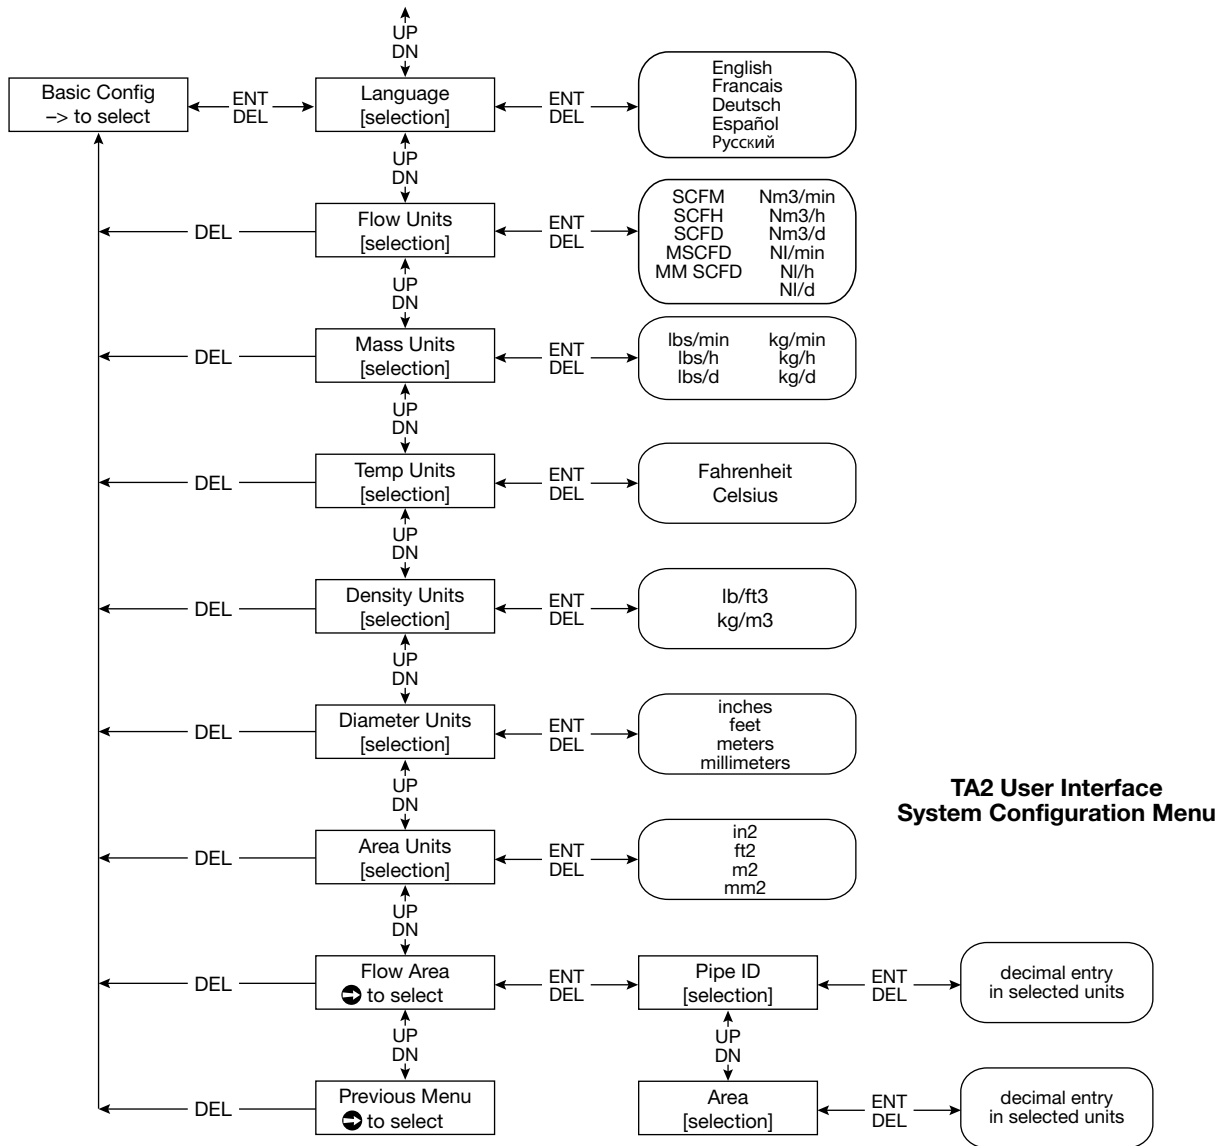 UP
DN
Basic Config
–> to select
ENT
DEL
Language
[selection]
ENT
DEL
English
Francais
Deutsch
Español
Русский
UP
DN
DEL
Flow Units
[selection]
ENT
DEL
SCFM Nm3/min
SCFH Nm3/h
SCFD Nm3/d
MSCFD Nl/min
MM SCFD Nl/h
Nl/d
UP
DN
DEL
Mass Units
[selection]
ENT
DEL
lbs/min kg/min
lbs/h kg/h
lbs/d kg/d
UP
DN
DEL
Temp Units
[selection]
ENT
DEL
Fahrenheit
Celsius
UP
DN
DEL
Density Units
[selection]
ENT
DEL
lb/ft3
kg/m3
UP
DN
DEL
Diameter Units
[selection]
ENT
DEL
inches
feet
meters
millimeters
TA2 User Interface
System Configuration Menu
UP
DN
DEL
Area Units
[selection]
ENT
DEL
in2
ft2
m2
mm2
UP
DN
DEL
Flow Area
➲ to select
ENT
DEL
Pipe ID
[selection]
ENT
DEL
decimal entry
in selected units
UP
DN
UP
DN
DEL
Previous Menu
➲ to select
Area
[selection]
ENT
DEL
decimal entry
in selected units